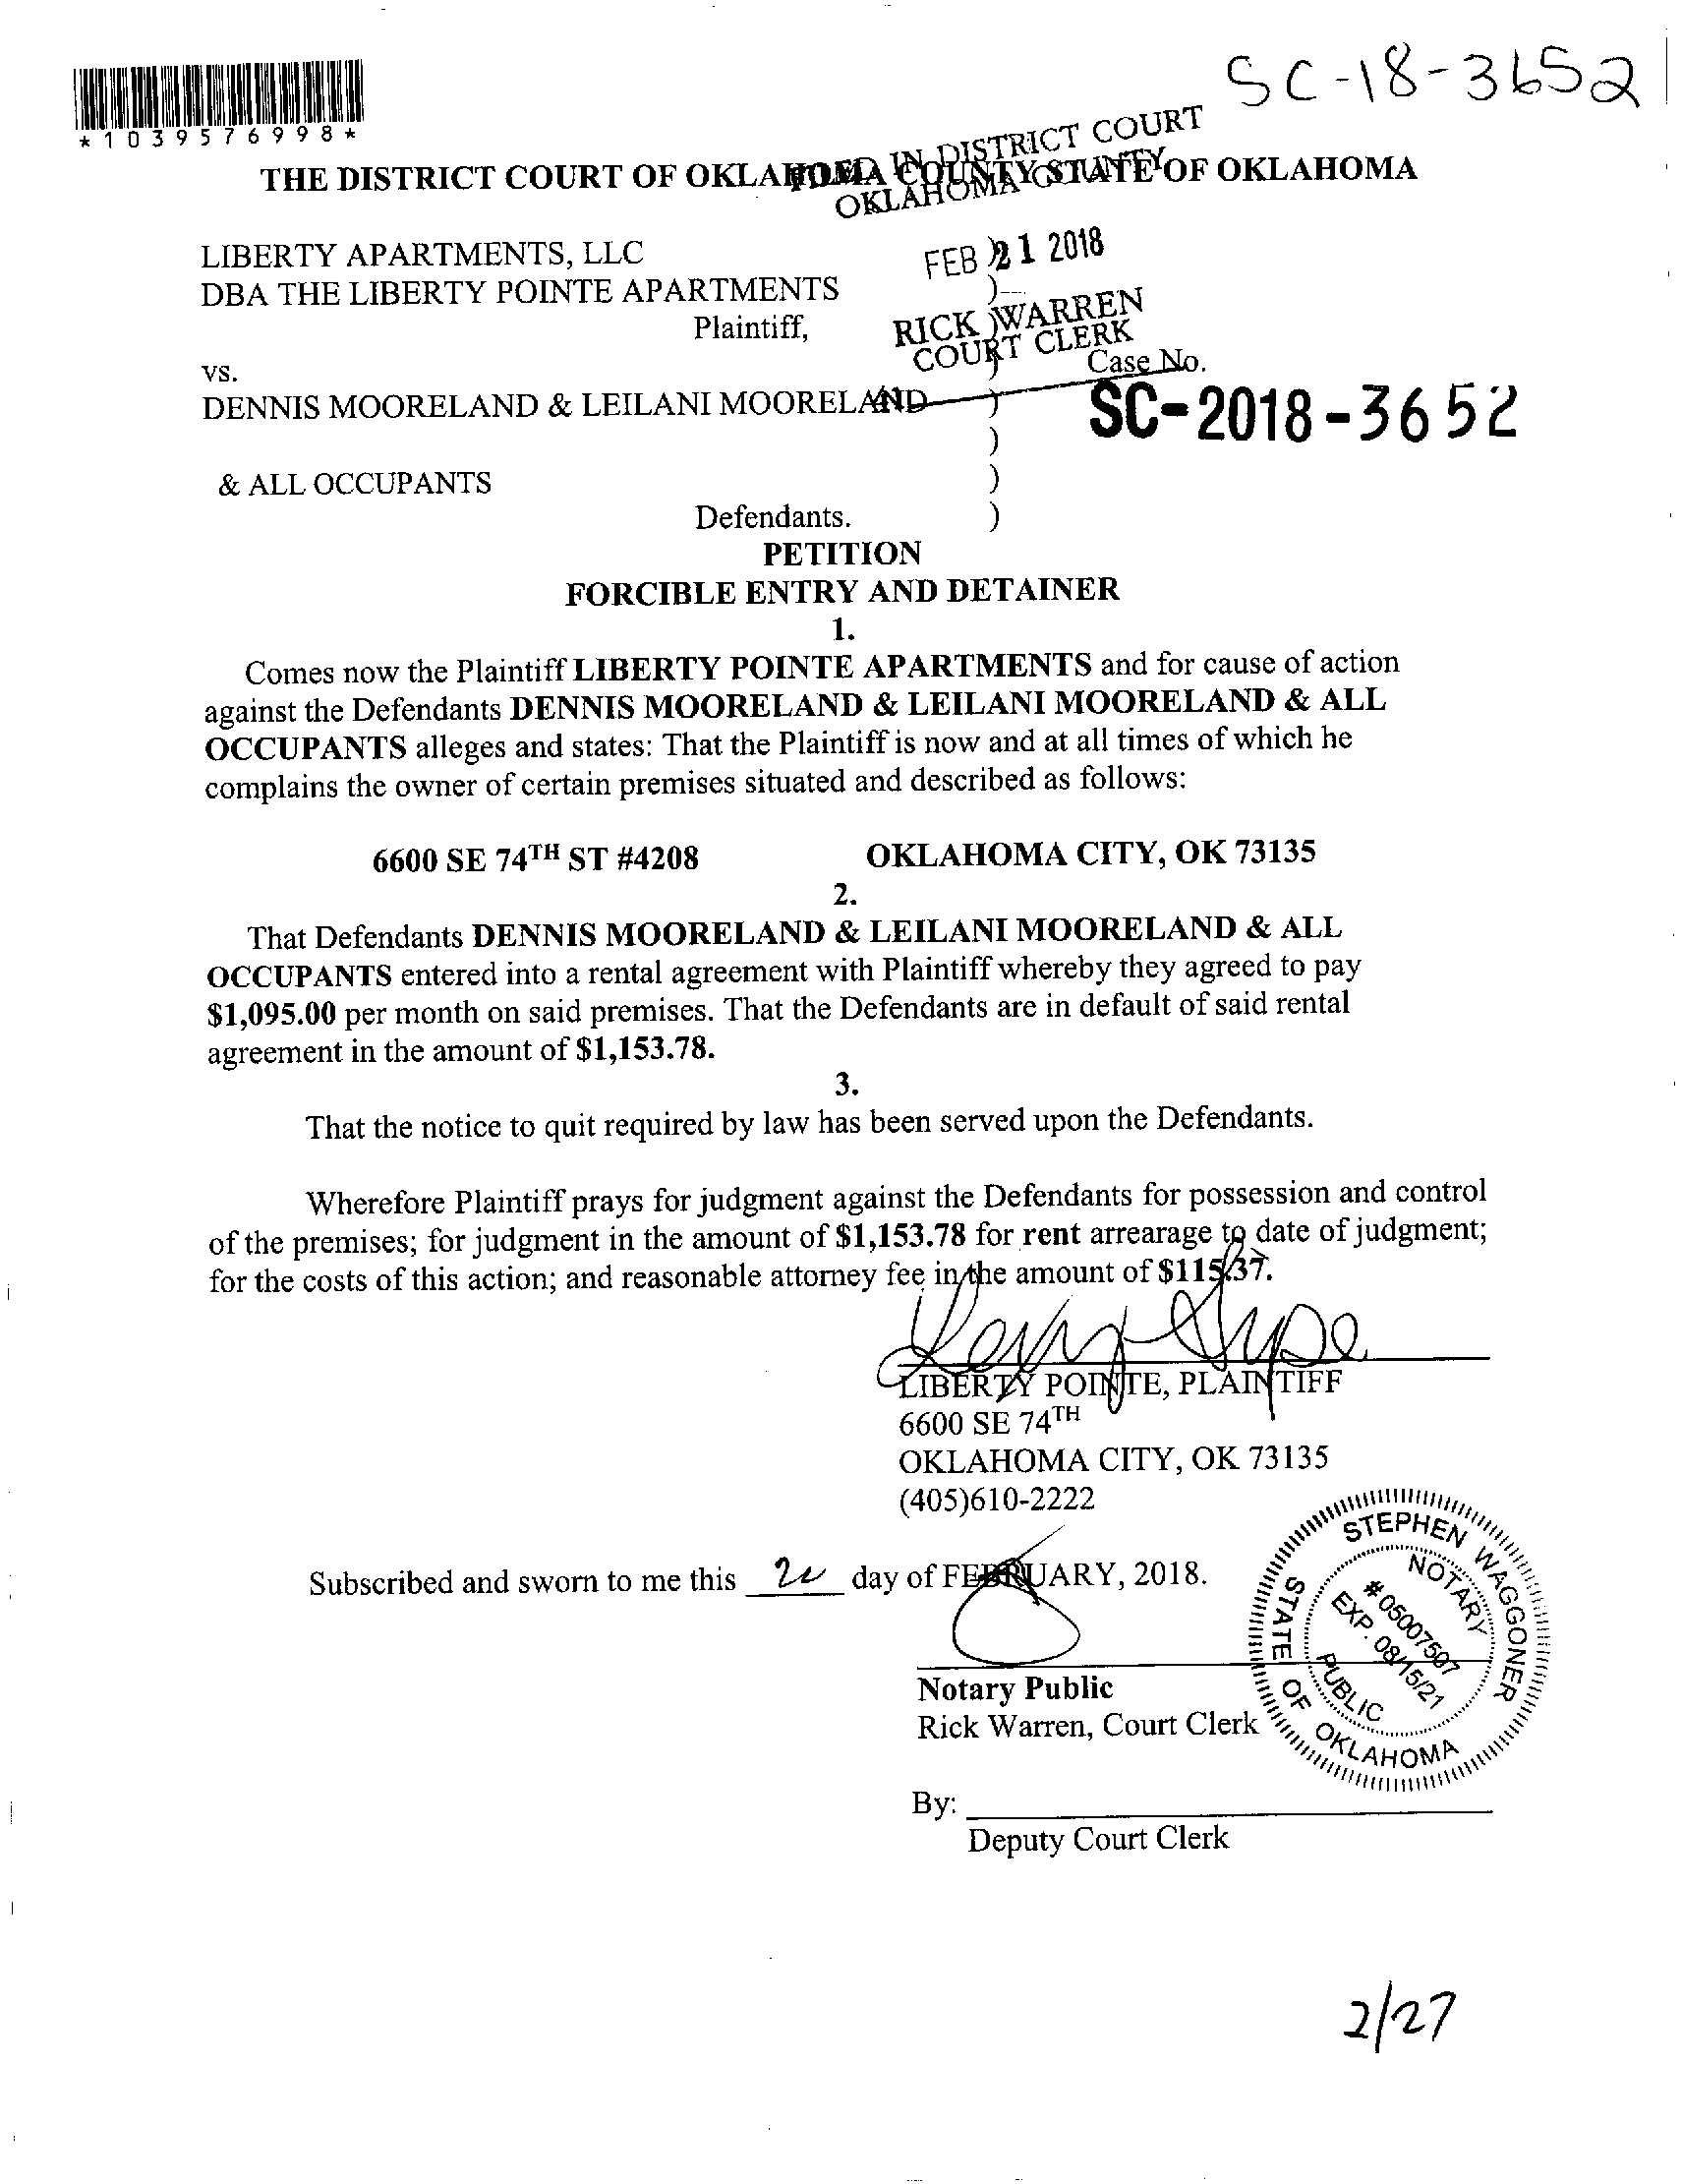 SC-18-3652
*1039576998*
FILED IN DISTRICT COURT
OKLAHOMA COUNTY
THE DISTRICT COURT OF OKLAHOMA COUNTY STATE OF OKLAHOMA
LIBERTY APARTMENTS, LLC )
FEB 21 2018
DBA THE LIBERTY POINTE APARTMENTS )
Plaintiff, )
RICK WARREN
COURT CLERK
vs. ) Case No.
DENNIS MOORELAND & LEILANI MOORELAND )
SC-2018-3652
)
& ALL OCCUPANTS )
Defendants. )
PETITION
FORCIBLE ENTRY AND DETAINER
1.
Comes now the Plaintiff LIBERTY POINTE APARTMENTS and for cause of action
against the Defendants DENNIS MOORELAND & LEILANI MOORELAND & ALL
OCCUPANTS alleges and states: That the Plaintiff is now and at all times of which he
complains the owner of certain premises situated and described as follows:
6600 SE 74TH ST #4208 OKLAHOMA CITY, OK 73135
2.
That Defendants DENNIS MOORELAND & LEILANI MOORELAND & ALL
OCCUPANTS entered into a rental agreement with Plaintiff whereby they agreed to pay
$1,095.00 per month on said premises. That the Defendants are in default of said rental
agreement in the amount of $1,153.78.
3.
That the notice to quit required by law has been served upon the Defendants.
Wherefore Plaintiff prays for judgment against the Defendants for possession and control
of the premises; for judgment in the amount of $1,153.78 for rent arrearage to date of judgment;
for the costs of this action; and reasonable attorney fee in the amount of $115.37.
LIBERTY POINTE, PLAINTIFF
6600 SE 74TH
OKLAHOMA CITY, OK 73135
(405)610-2222
Subscribed and sworn to me this day of FEBRUARY, 2018.
STEPHEN WAGGONER
NOTARY
# 05007507
EXP. 08/15/21
PUBLIC
STATE OF OKLAHOMA
Notary Public
Rick Warren, Court Clerk
By:
Deputy Court Clerk
2/27